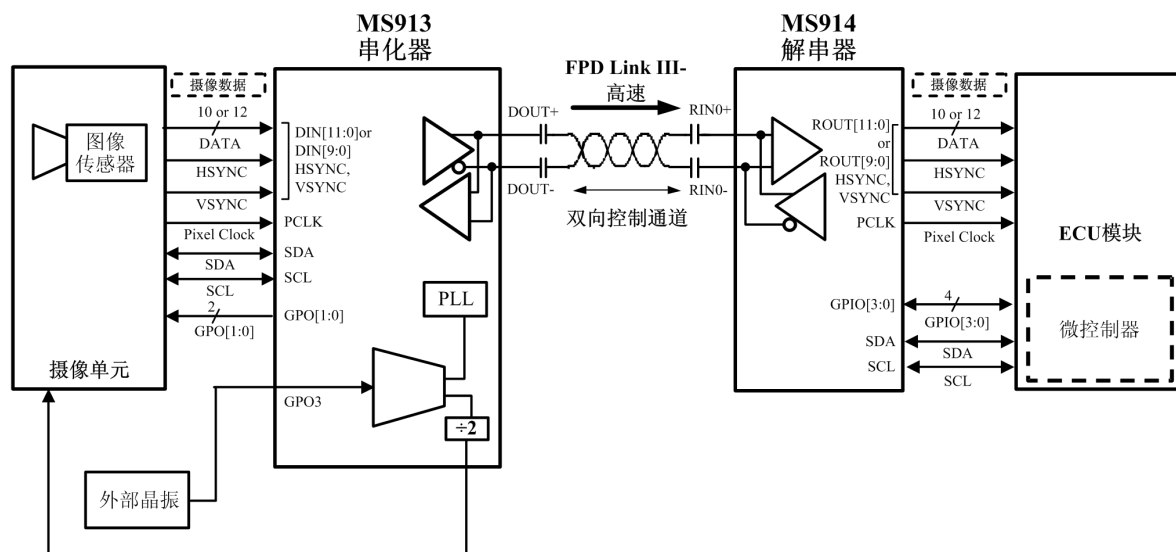 MS913
串化器
MS914
解串器
摄像数据
FPD Link III-
高速
摄像数据
10 or 12
DATA
HSYNC
VSYNC
Pixel Clock
SDA
SCL
2
GPO[1:0]
图像
传感器
摄像单元
DIN[11:0]or
DIN[9:0]
HSYNC,
VSYNC
PCLK
SDA
SCL
GPO[1:0]
GPO3
PLL
÷2
外部晶振
DOUT+
DOUT-
RIN0+
RIN0-
双向控制通道
ROUT[11:0]
or
ROUT[9:0]
HSYNC,
VSYNC
PCLK
GPIO[3:0]
SDA
SCL
10 or 12
DATA
HSYNC
VSYNC
Pixel Clock
4
GPIO[3:0]
SDA
SCL
ECU模块
微控制器